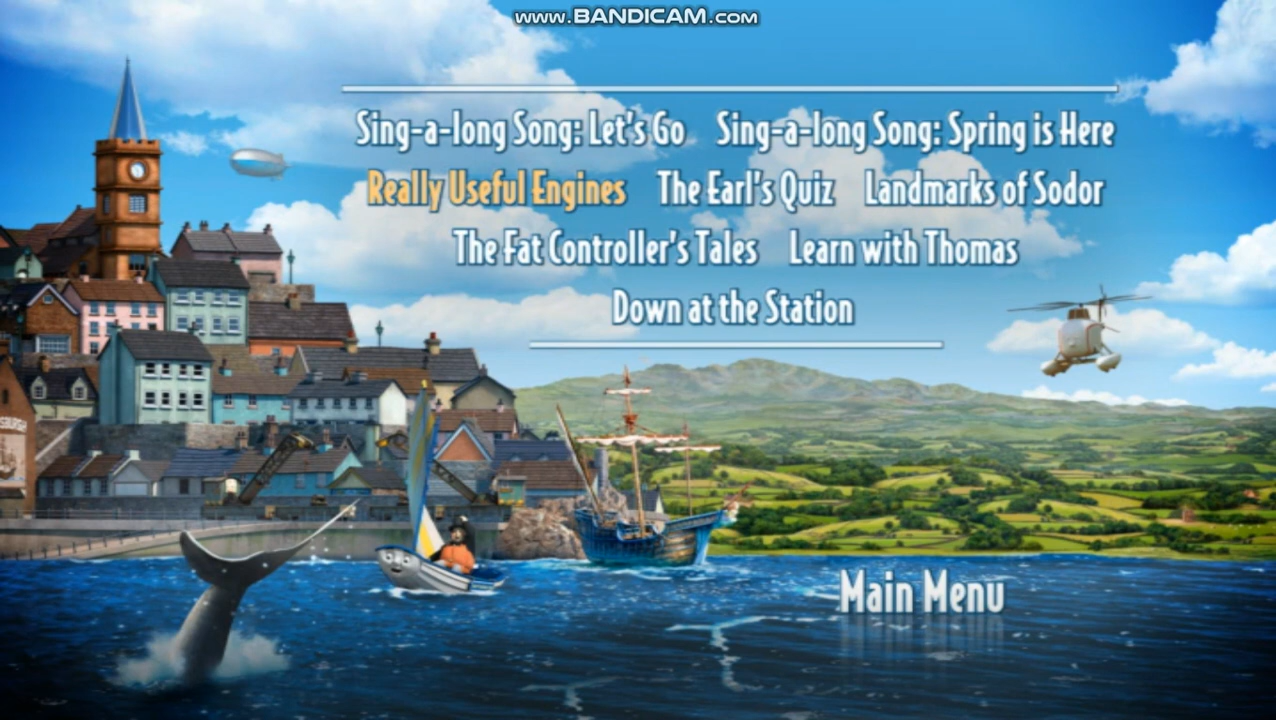 www.BANDICAM.com
Sing-a-long Song: Let's Go Sing-a-long Song: Spring is Here
Really Useful Engines The Earl's Quiz Landmarks of Sodor
The Fat Controller's Tales Learn with Thomas
Down at the Station
Main Menu